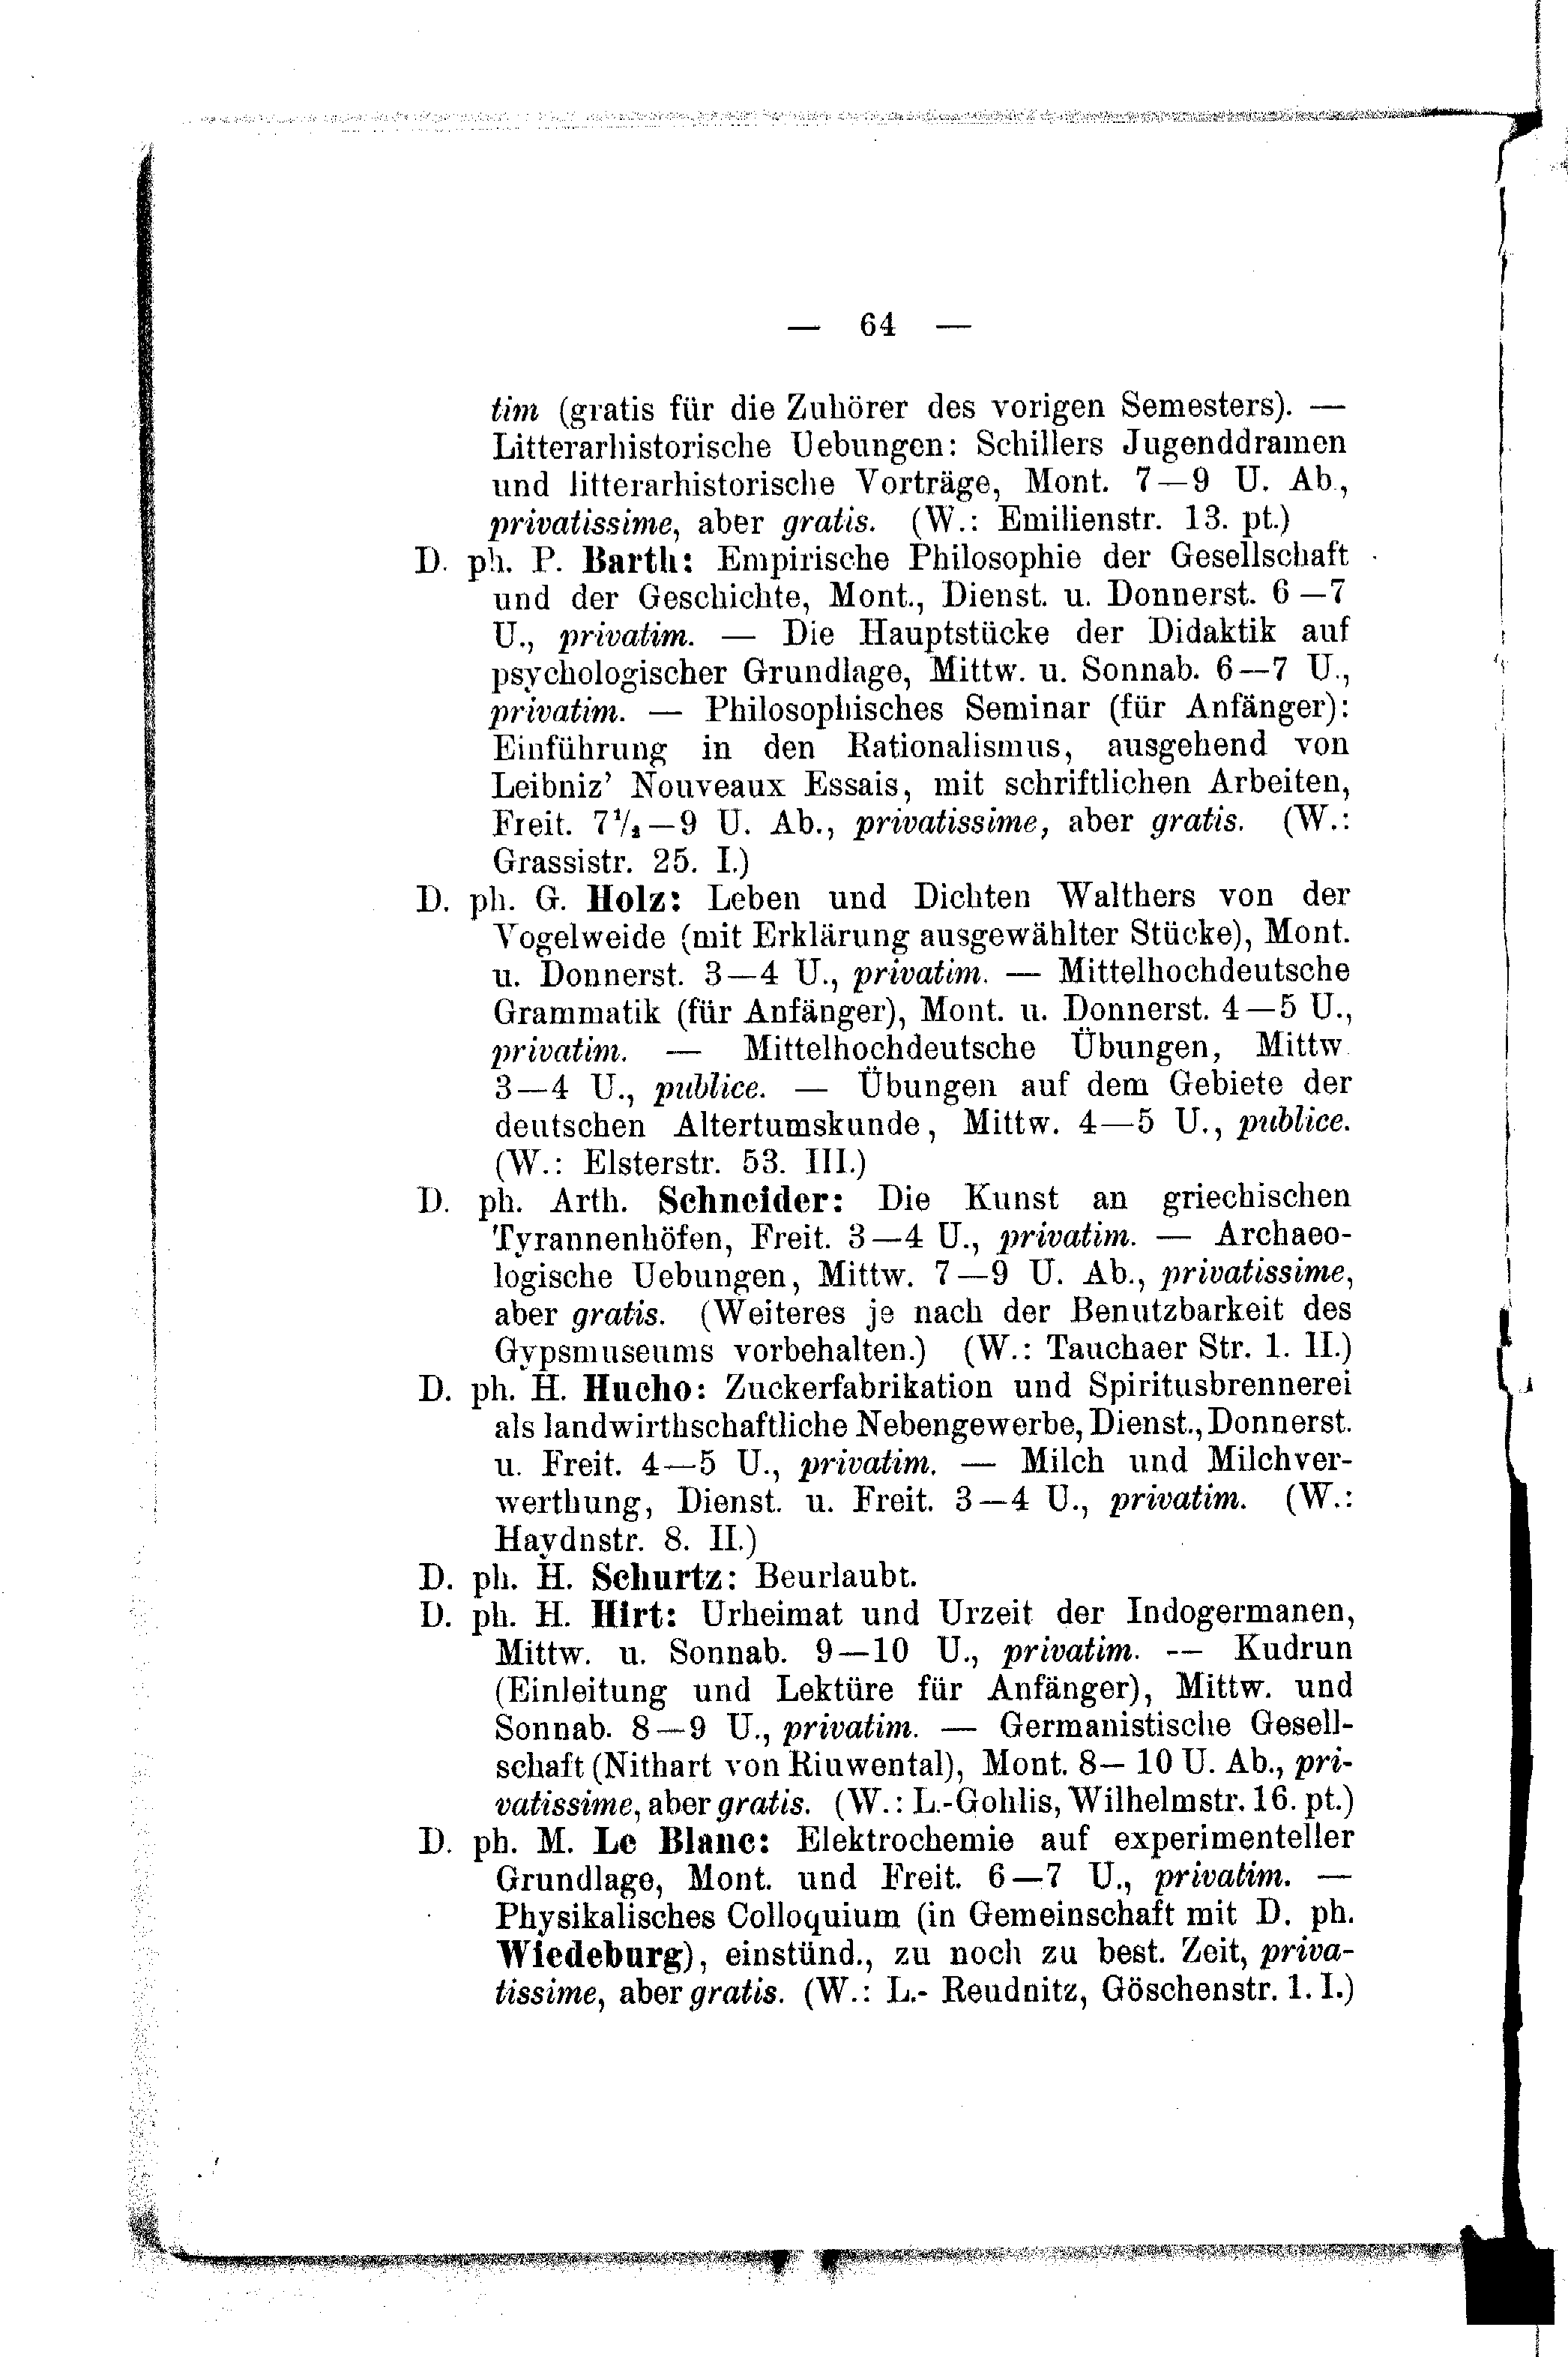 — 64 —
tim (gratis für die Zuhörer des vorigen Semesters). —
Litterarhistorische Uebungen: Schillers Jugenddramen
und litterarhistorische Vorträge, Mont. 7—9 U. Ab.,
privatissime, aber gratis. (W.: Emilienstr. 13. pt.)
D. ph. P. Barth: Empirische Philosophie der Gesellschaft
und der Geschichte, Mont., Dienst. u. Donnerst. 6—7
U., privatim. — Die Hauptstücke der Didaktik auf
psychologischer Grundlage, Mittw. u. Sonnab. 6—7 U.,
privatim. — Philosophisches Seminar (für Anfänger):
Einführung in den Rationalismus, ausgehend von
Leibniz' Nouveaux Essais, mit schriftlichen Arbeiten,
Freit. 7½—9 U. Ab., privatissime, aber gratis. (W.:
Grassistr. 25. I.)
D. ph. G. Holz: Leben und Dichten Walthers von der
Vogelweide (mit Erklärung ausgewählter Stücke), Mont.
u. Donnerst. 3—4 U., privatim. — Mittelhochdeutsche
Grammatik (für Anfänger), Mont. u. Donnerst. 4—5 U.,
privatim. — Mittelhochdeutsche Übungen, Mittw
3—4 U., publice. — Übungen auf dem Gebiete der
deutschen Altertumskunde, Mittw. 4—5 U., publice.
(W.: Elsterstr. 53. III.)
D. ph. Arth. Schneider: Die Kunst an griechischen
Tyrannenhöfen, Freit. 3—4 U., privatim. — Archaeo-
logische Uebungen, Mittw. 7—9 U. Ab., privatissime,
aber gratis. (Weiteres je nach der Benutzbarkeit des
Gypsmuseums vorbehalten.) (W.: Tauchaer Str. 1. II.)
D. ph. H. Hucho: Zuckerfabrikation und Spiritusbrennerei
als landwirthschaftliche Nebengewerbe, Dienst., Donnerst.
u. Freit. 4—5 U., privatim. — Milch und Milchver-
werthung, Dienst. u. Freit. 3—4 U., privatim. (W.:
Haydnstr. 8. II.)
D. ph. H. Schurtz: Beurlaubt.
D. ph. H. Hirt: Urheimat und Urzeit der Indogermanen,
Mittw. u. Sonnab. 9—10 U., privatim. — Kudrun
(Einleitung und Lektüre für Anfänger), Mittw. und
Sonnab. 8—9 U., privatim. — Germanistische Gesell-
schaft (Nithart von Riuwental), Mont. 8—10 U. Ab., pri-
vatissime, aber gratis. (W.: L.-Gohlis, Wilhelmstr. 16. pt.)
D. ph. M. Le Blanc: Elektrochemie auf experimenteller
Grundlage, Mont. und Freit. 6—7 U., privatim. —
Physikalisches Colloquium (in Gemeinschaft mit D. ph.
Wiedeburg), einstünd., zu noch zu best. Zeit, priva-
tissime, aber gratis. (W.: L.- Reudnitz, Göschenstr. 1. I.)